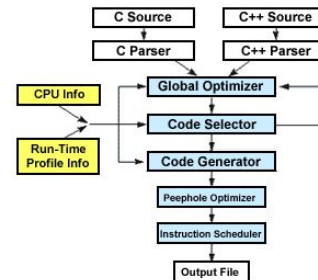 C Source
C++ Source
C Parser
C++ Parser
Global Optimizer
CPU Info
Code Selector
Run-Time
Profile Info
Code Generator
Peephole Optimizer
Instruction Scheduler
Output File